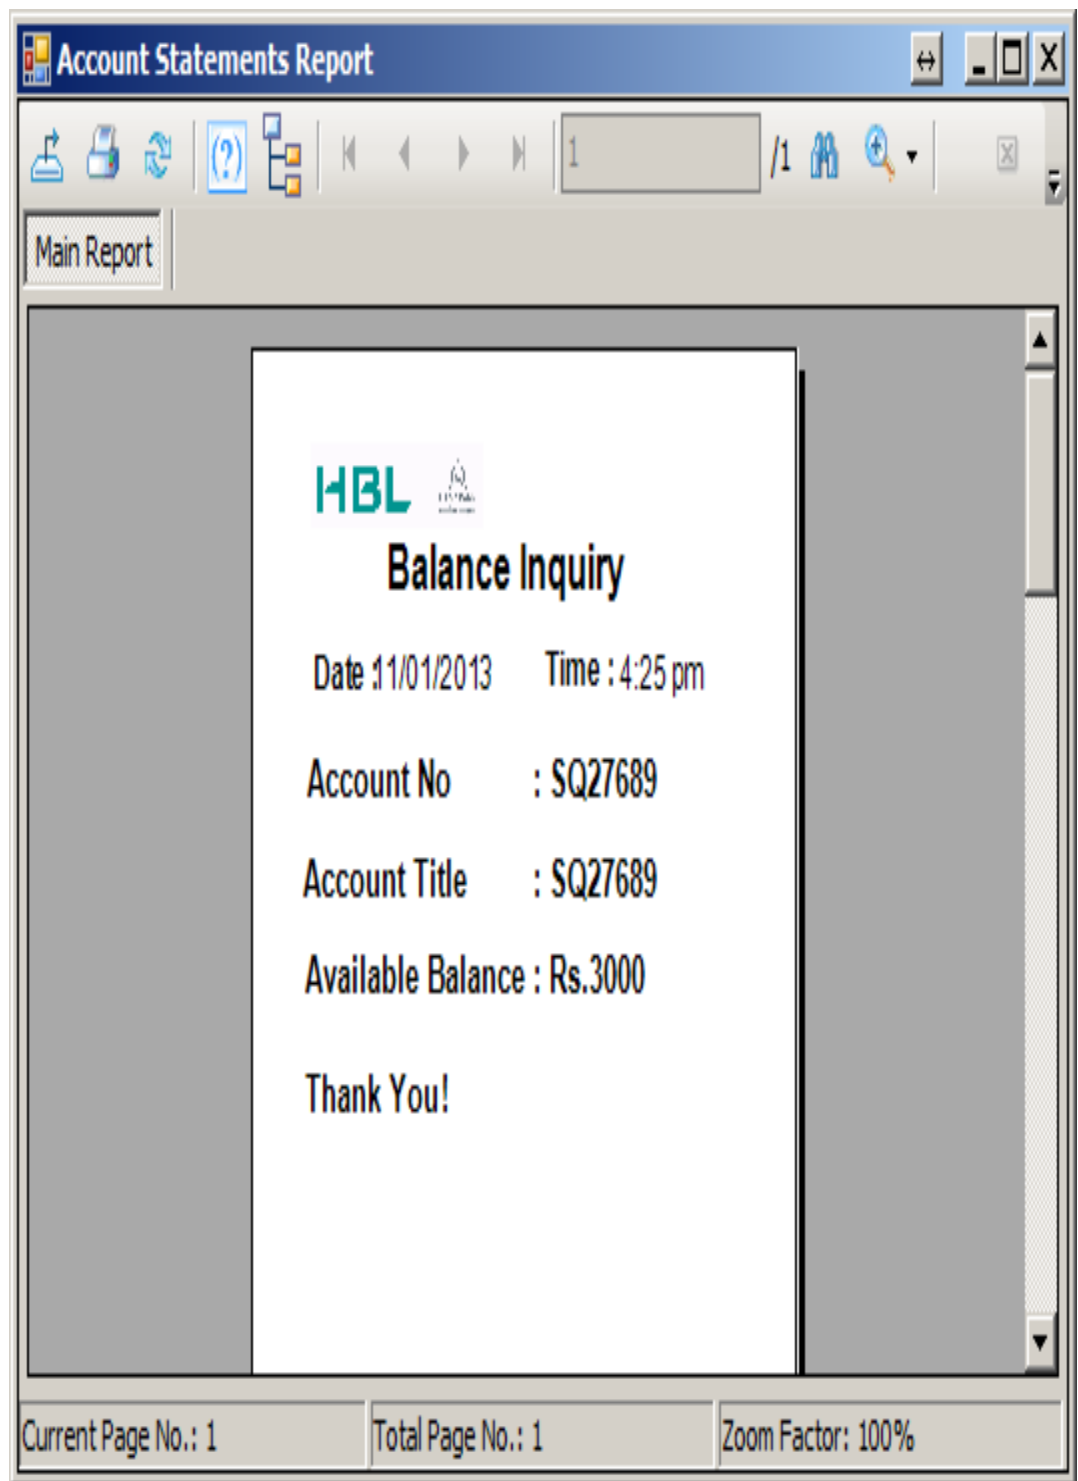 Account Statements Report
1 /1
Main Report
HBL
Balance Inquiry
Date :11/01/2013 Time : 4:25 pm
Account No : SQ27689
Account Title : SQ27689
Available Balance : Rs.3000
Thank You!
Current Page No.: 1 Total Page No.: 1 Zoom Factor: 100%